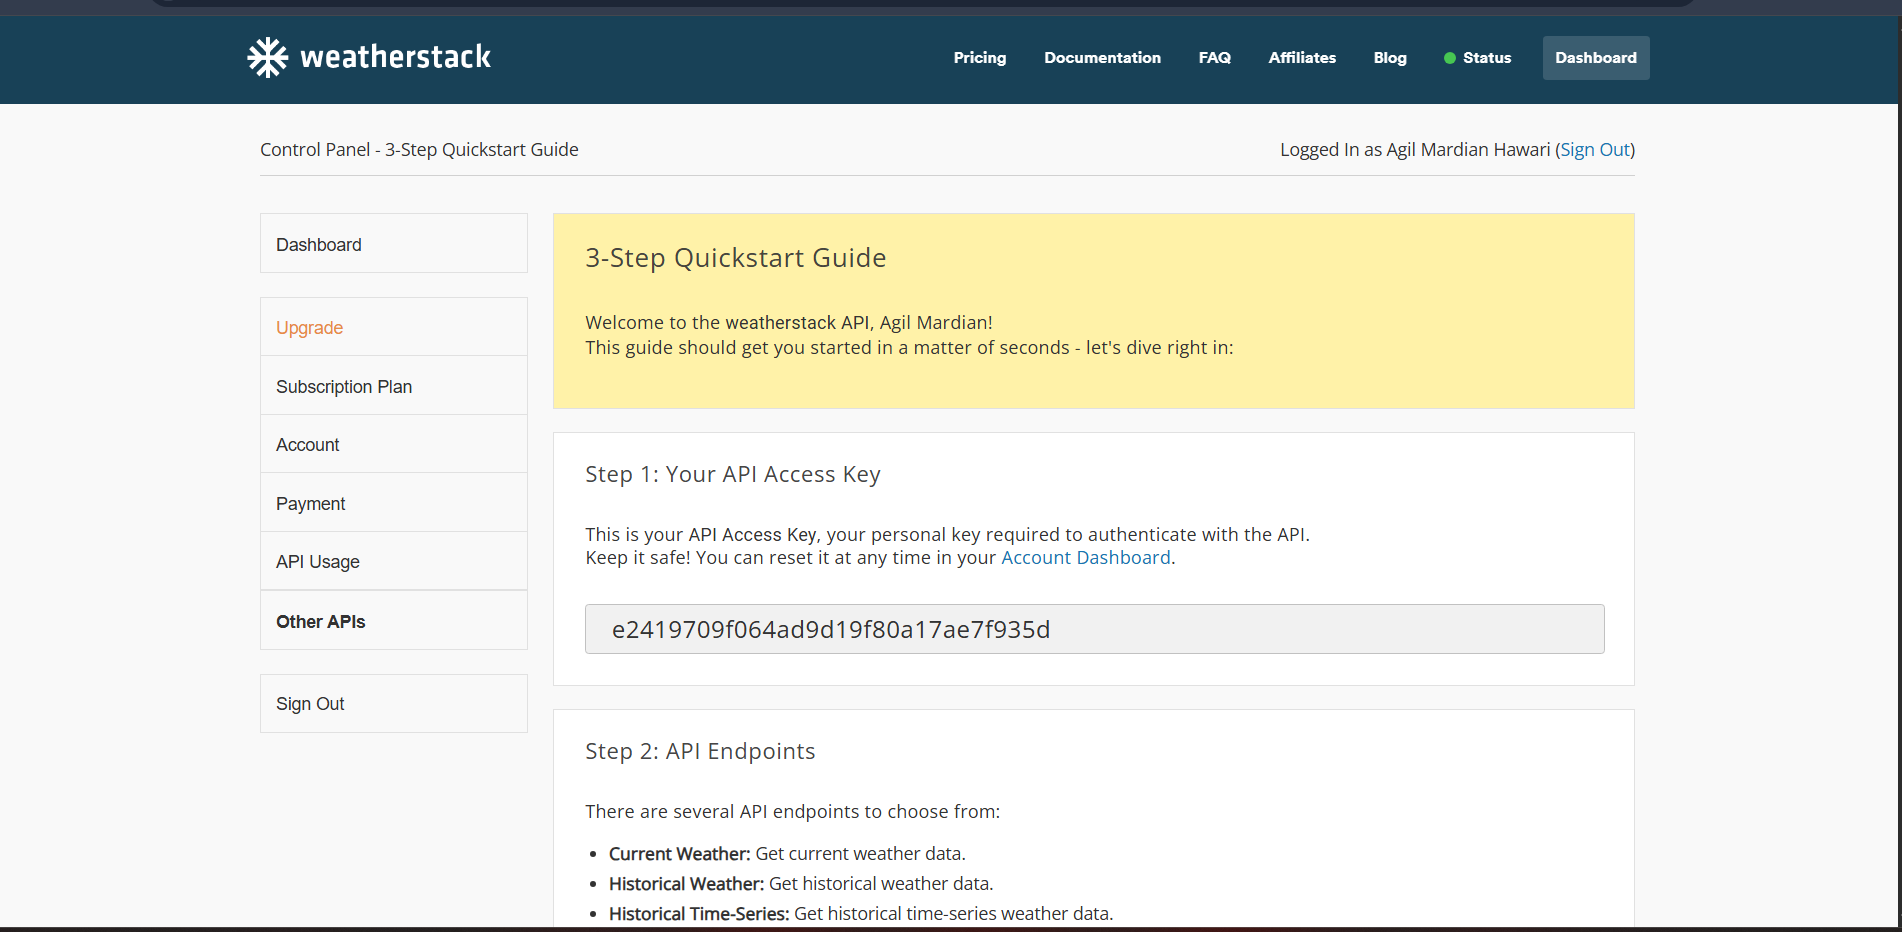 weatherstack
Pricing
Documentation
FAQ
Affiliates
Blog
Status
Dashboard
Control Panel - 3-Step Quickstart Guide
Logged In as Agil Mardian Hawari (Sign Out)
Dashboard
Upgrade
Subscription Plan
Account
Payment
API Usage
Other APIs
Sign Out
3-Step Quickstart Guide
Welcome to the weatherstack API, Agil Mardian!
This guide should get you started in a matter of seconds - let's dive right in:
Step 1: Your API Access Key
This is your API Access Key, your personal key required to authenticate with the API.
Keep it safe! You can reset it at any time in your Account Dashboard.
e2419709f064ad9d19f80a17ae7f935d
Step 2: API Endpoints
There are several API endpoints to choose from:
• Current Weather: Get current weather data.
• Historical Weather: Get historical weather data.
• Historical Time-Series: Get historical time-series weather data.